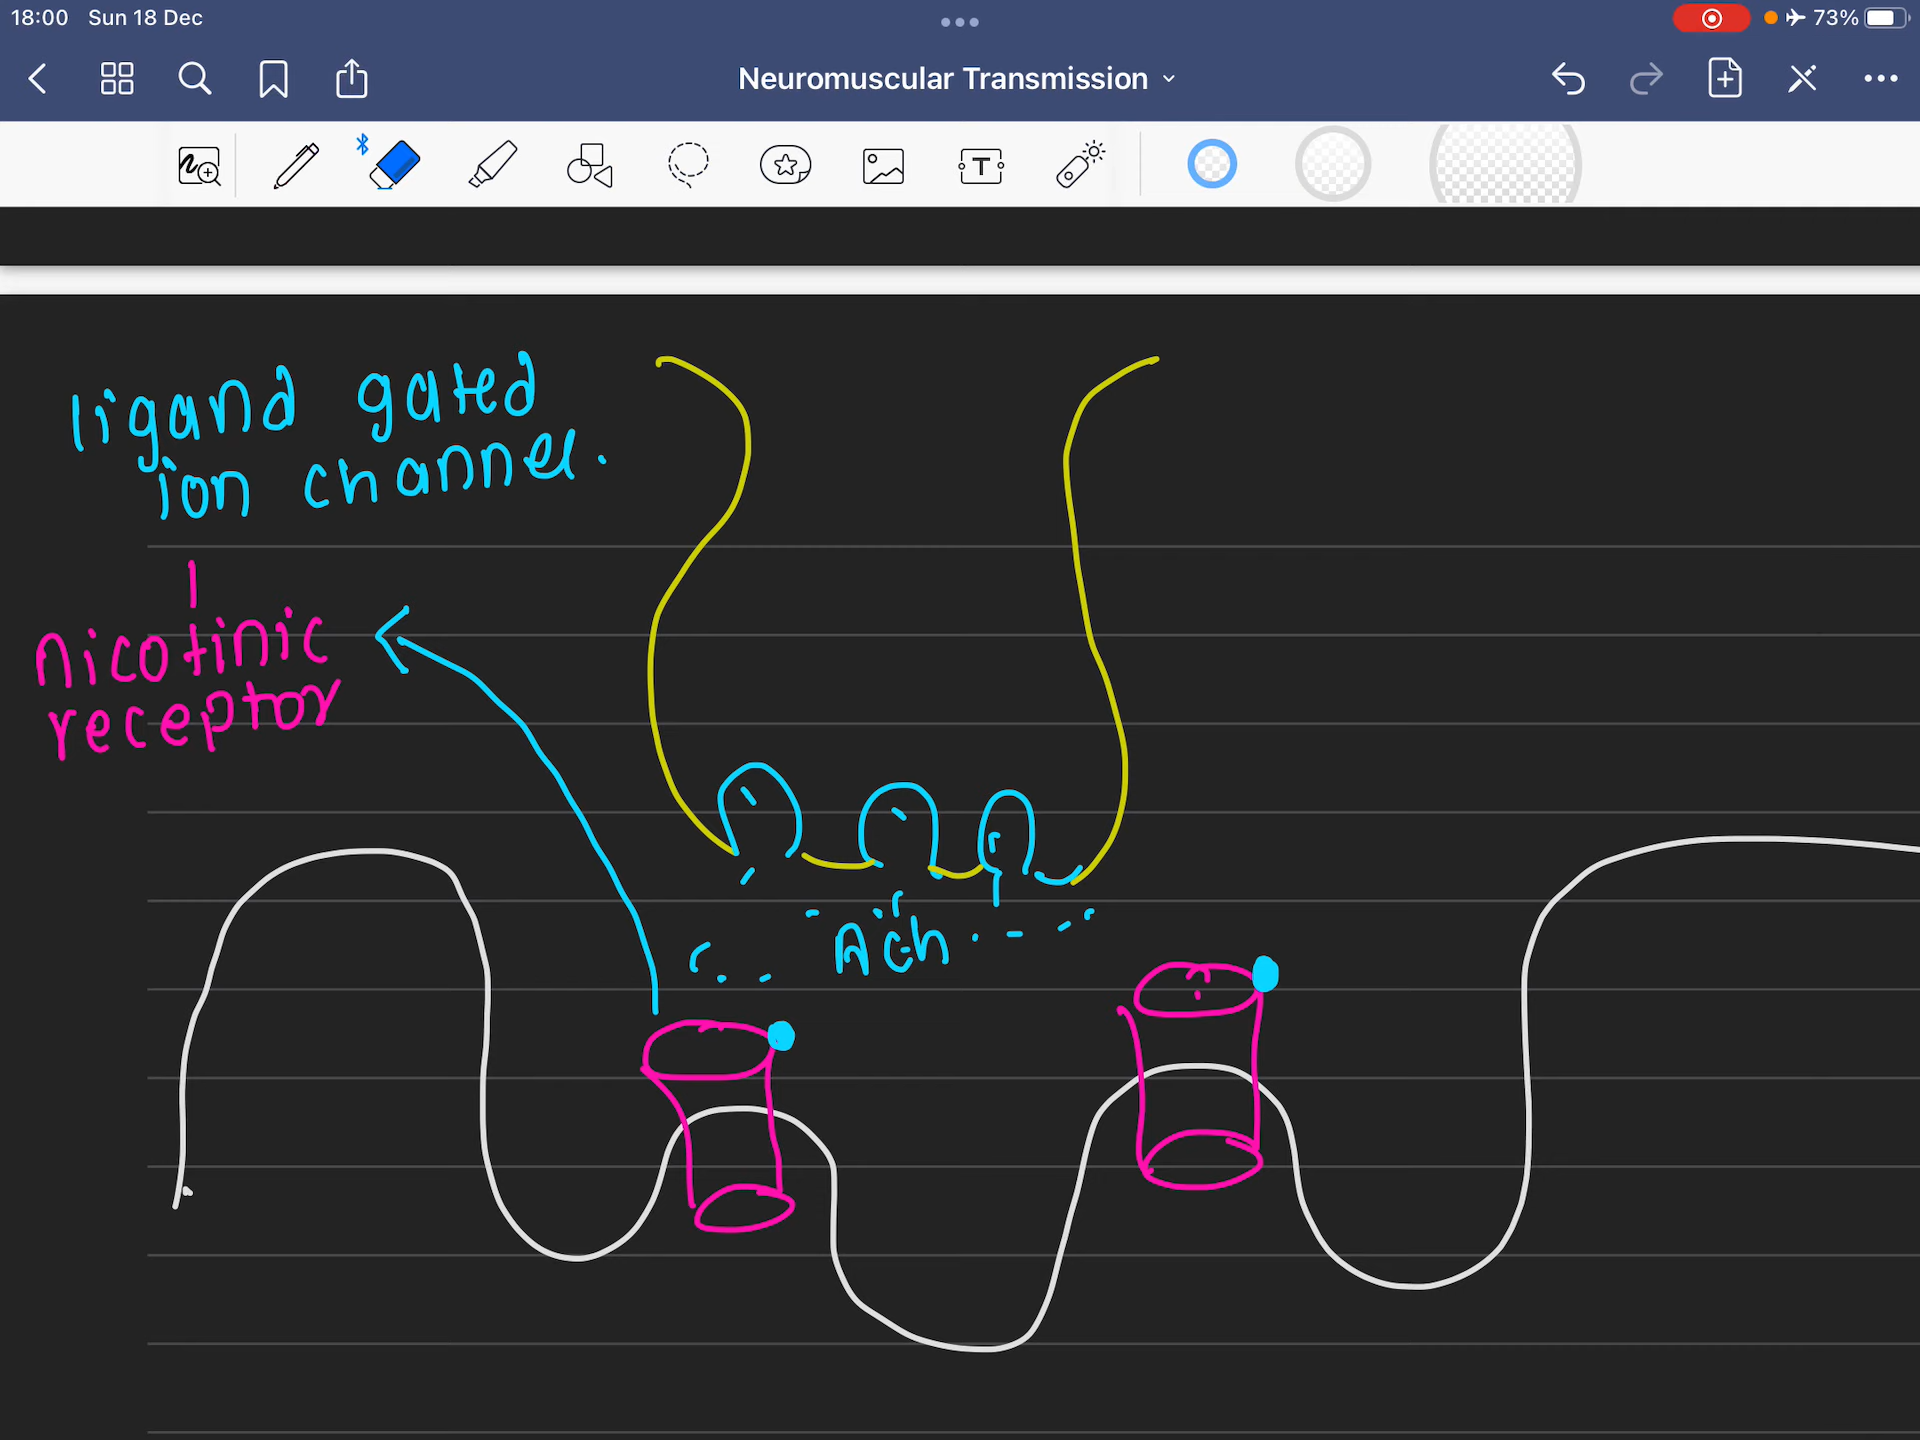 18:00 Sun 18 Dec
73%
Neuromuscular Transmission
T
ligand gated
ion channel.
nicotinic
receptor
Ach